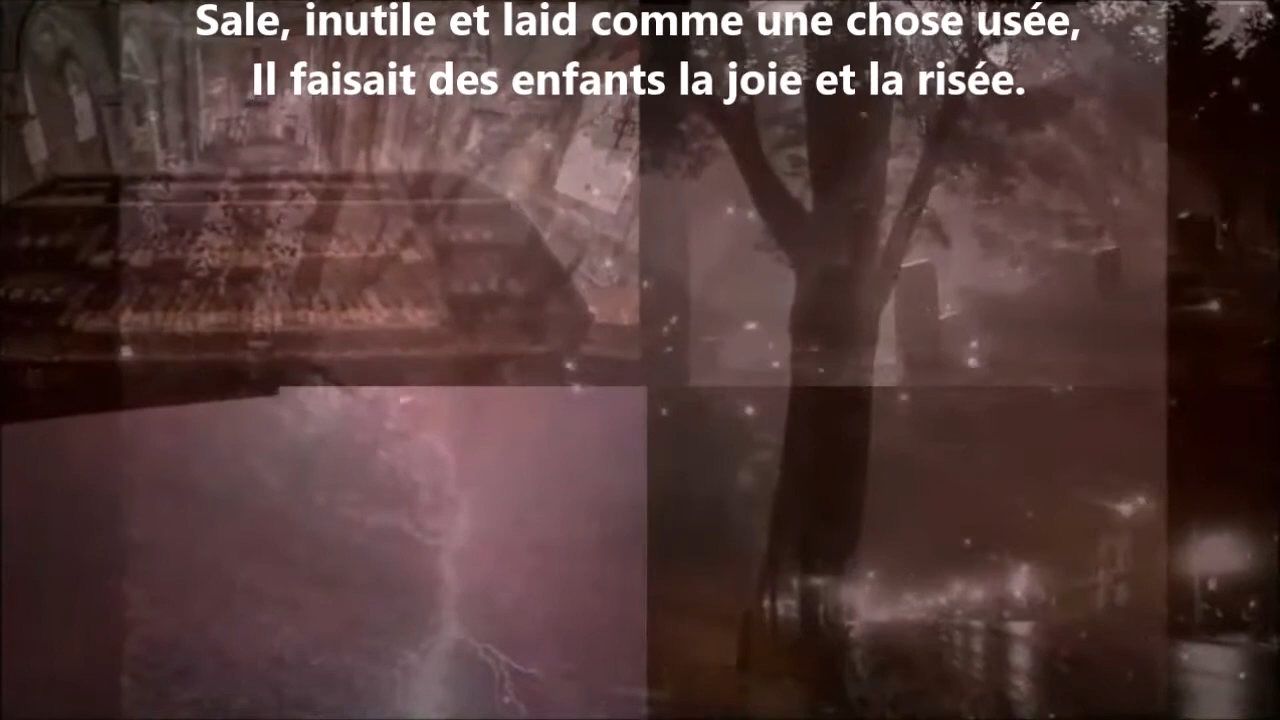 Sale, inutile et laid comme une chose usée,
Il faisait des enfants la joie et la risée.